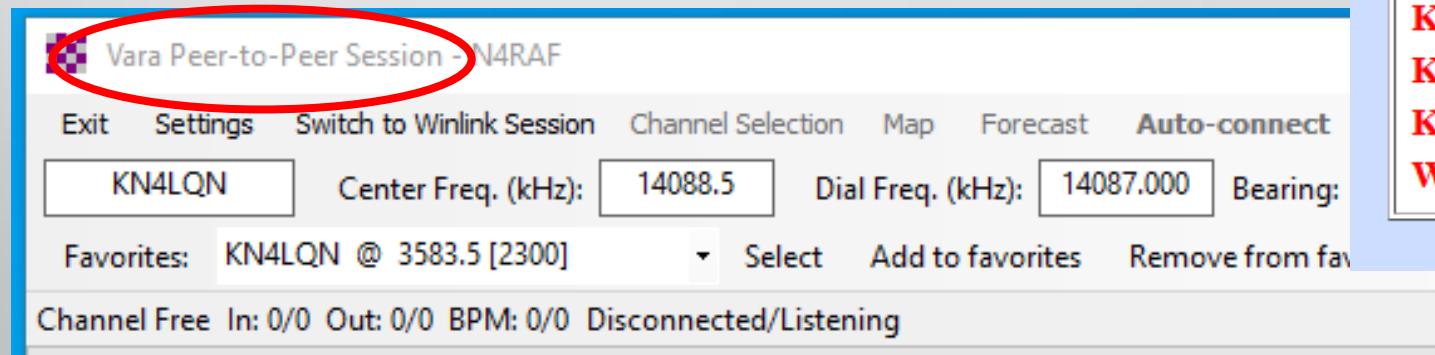 Vara Peer-to-Peer Session - N4RAF
Exit Settings Switch to Winlink Session Channel Selection Map Forecast Auto-connect
KN4LQN Center Freq. (kHz): 14088.5 Dial Freq. (kHz): 14087.000 Bearing:
Favorites: KN4LQN @ 3583.5 [2300] Select Add to favorites Remove from
Channel Free In: 0/0 Out: 0/0 BPM: 0/0 Disconnected/Listening
K
K
K